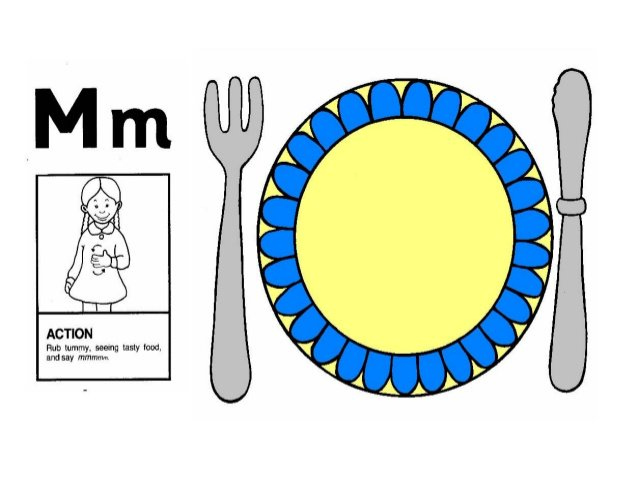 Mm
ACTION
Rub tummy, seeing tasty food,
and say mmmmm.